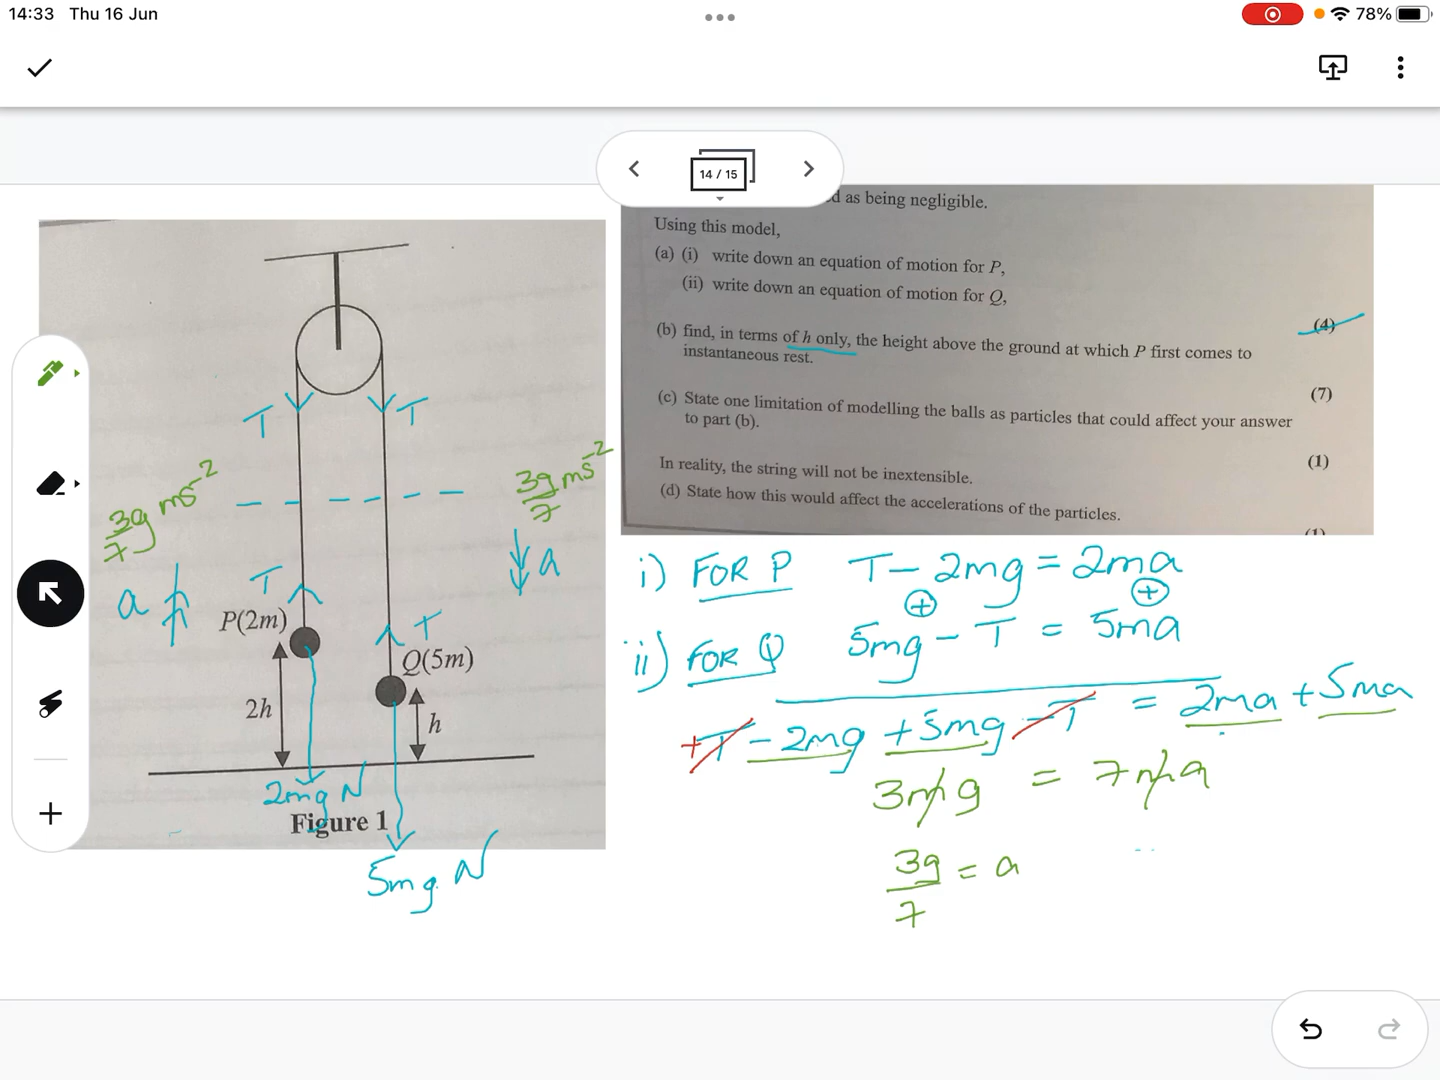 14:33 Thu 16 Jun
78%
14 / 15
d as being negligible.
Using this model,
(a) (i) write down an equation of motion for P,
(ii) write down an equation of motion for Q,
(4)
(b) find, in terms of h only, the height above the ground at which P first comes to
instantaneous rest.
(7)
(c) State one limitation of modelling the balls as particles that could affect your answer
to part (b).
(1)
In reality, the string will not be inextensible.
(d) State how this would affect the accelerations of the particles.
(1)
T T
3g/7 ms⁻² 3g/7 ms⁻²
a T a
P(2m) T
Q(5m)
2h h
2mg N
Figure 1
5mg N
i) FOR P T - 2mg = 2ma
+ +
ii) FOR Q 5mg - T = 5ma
+T - 2mg + 5mg - T = 2ma + 5ma
3mg = 7ma
3g/7 = a